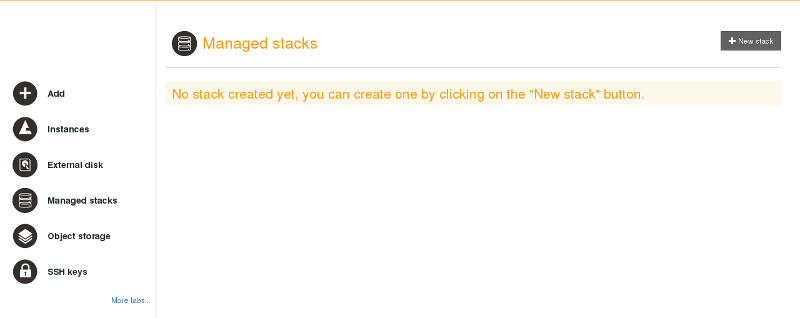 Managed stacks
New stack
No stack created yet, you can create one by clicking on the "New stack" button.
Add
Instances
External disk
Managed stacks
Object storage
SSH keys
More labs...